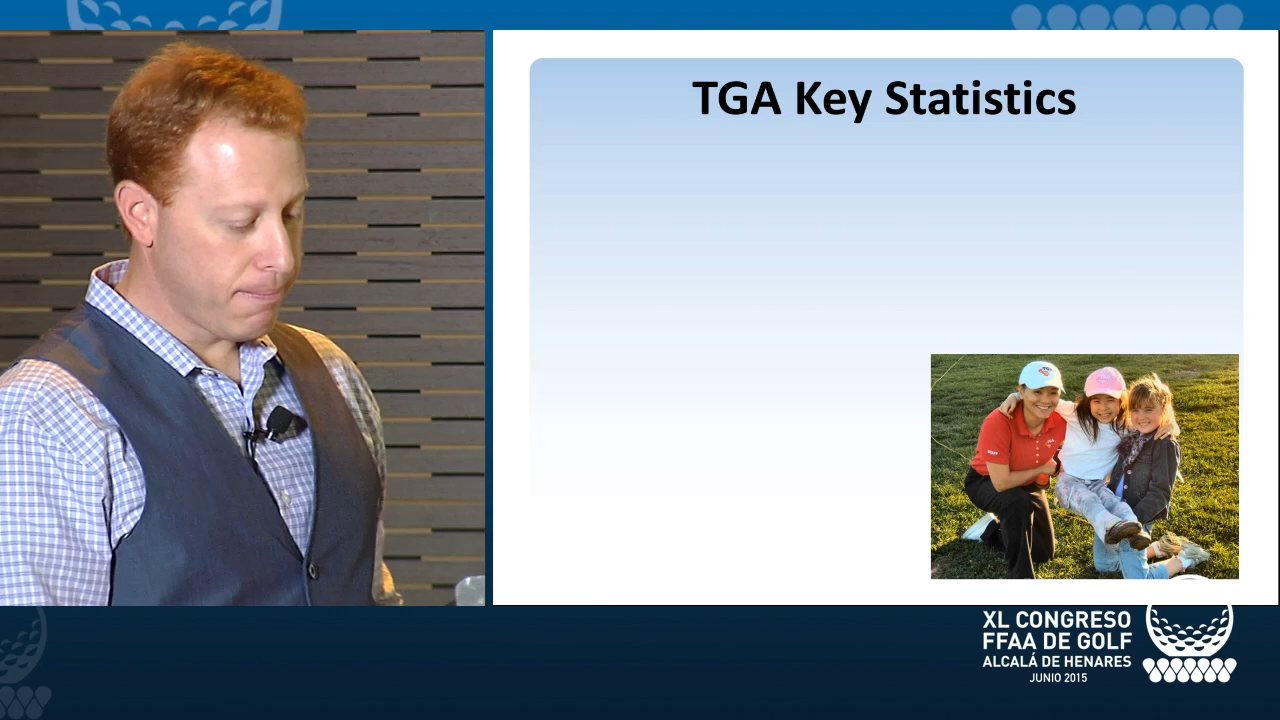 TGA Key Statistics
XL CONGRESO
FFAA DE GOLF
ALCALÁ DE HENARES
JUNIO 2015